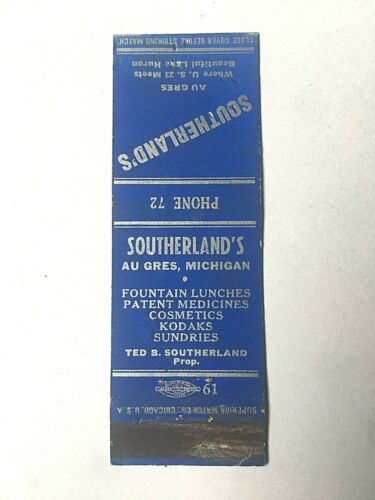 CLOSE COVER BEFORE STRIKING MATCH
SOUTHERLAND'S
AU GRES
Where U. S. 23 Meets
Beautiful Lake Huron
PHONE 72
SOUTHERLAND'S
AU GRES, MICHIGAN
FOUNTAIN LUNCHES
PATENT MEDICINES
COSMETICS
KODAKS
SUNDRIES
TED B. SOUTHERLAND
Prop.
61
SUPERIOR MATCH CO., CHICAGO, U. S. A.